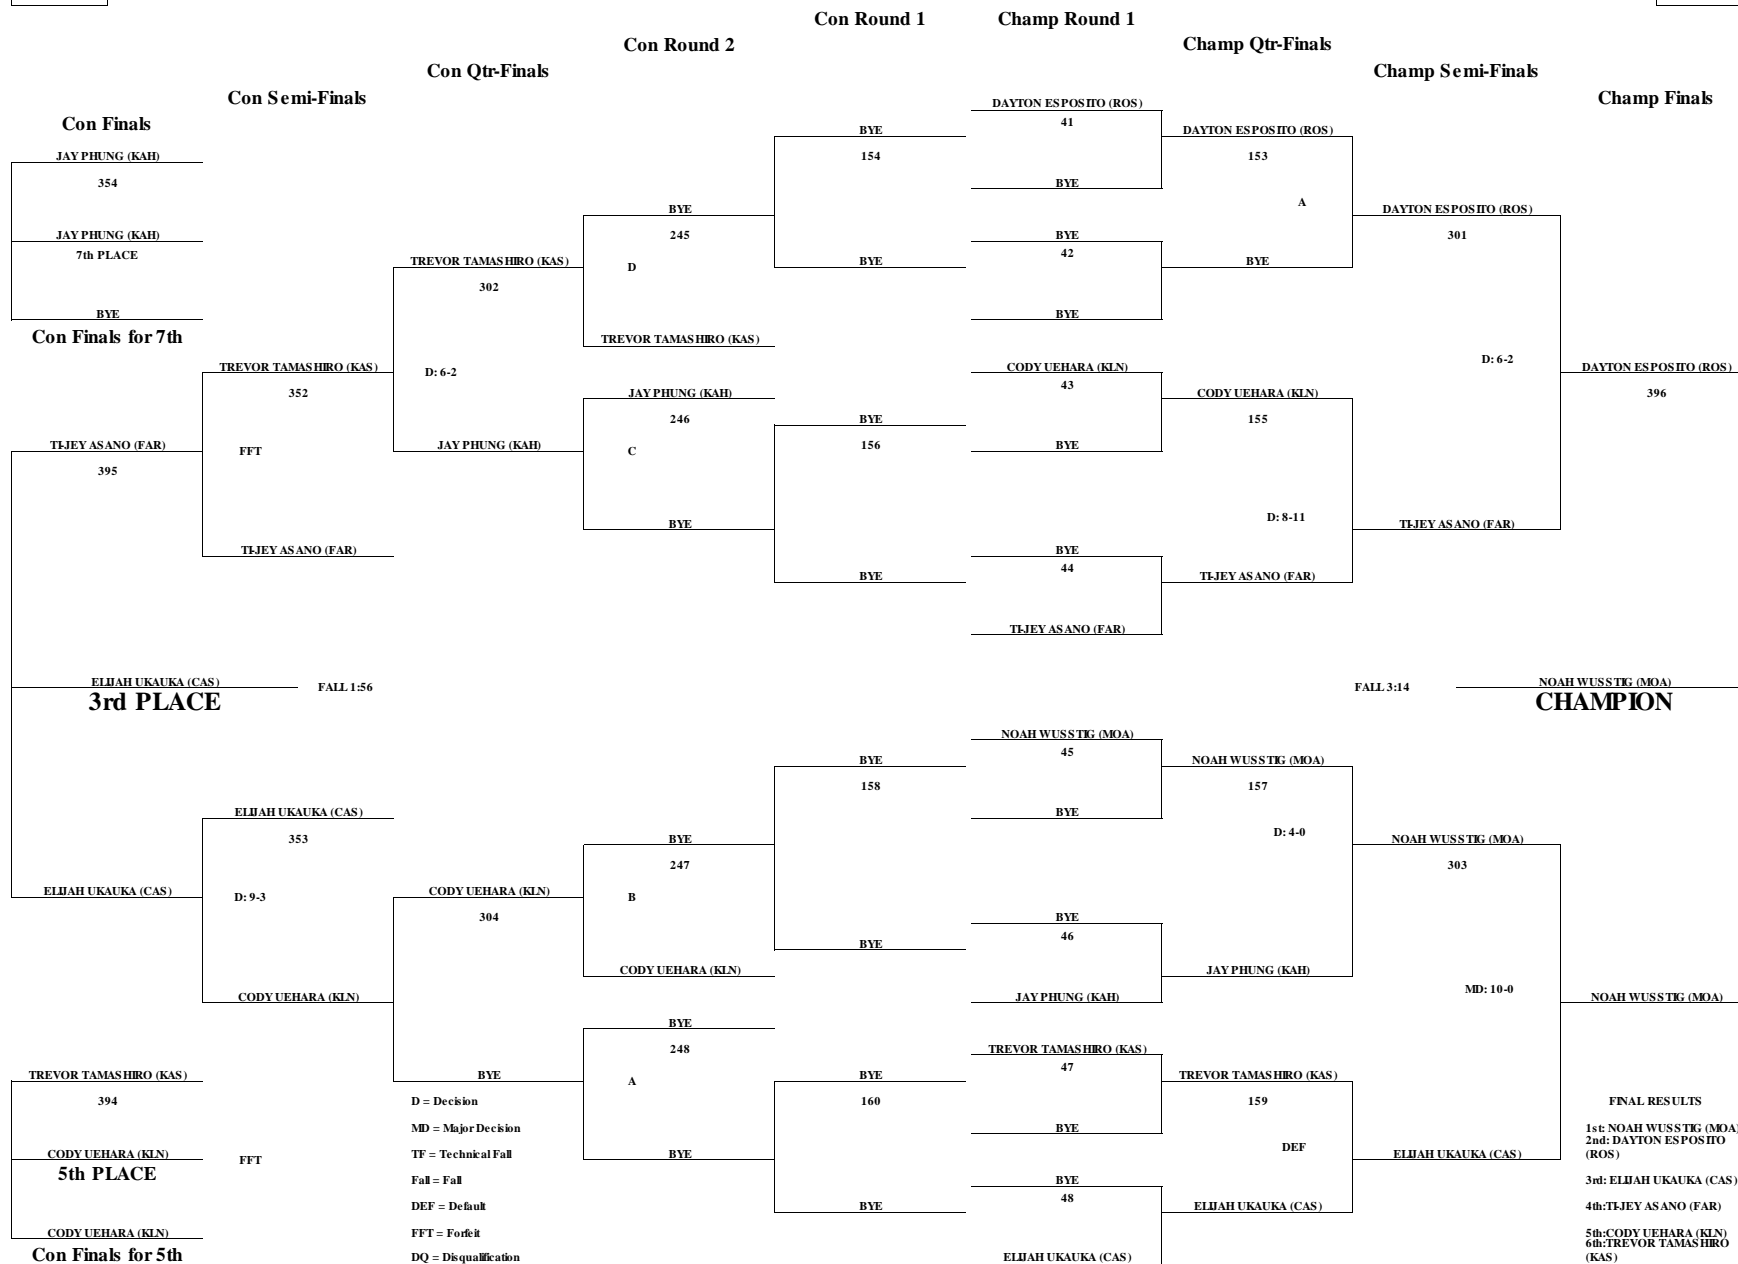 Con Round 1
Champ Round 1
Con Round 2
Champ Qtr-Finals
Con Qtr-Finals
Champ Semi-Finals
Con Semi-Finals
Champ Finals
Con Finals
JAY PHUNG (KAH)
354
JAY PHUNG (KAH)
7th PLACE
BYE
Con Finals for 7th
TREVOR TAMASHIRO (KAS)
352
FFT
TI-JEY ASANO (FAR)
TI-JEY ASANO (FAR)
395
ELIJAH UKAUKA (CAS)
3rd PLACE
FALL 1:56
ELIJAH UKAUKA (CAS)
353
D: 9-3
ELIJAH UKAUKA (CAS)
CODY UEHARA (KLN)
TREVOR TAMASHIRO (KAS)
394
CODY UEHARA (KLN)
5th PLACE
FFT
CODY UEHARA (KLN)
Con Finals for 5th
TREVOR TAMASHIRO (KAS)
302
D: 6-2
JAY PHUNG (KAH)
CODY UEHARA (KLN)
304
BYE
D = Decision
MD = Major Decision
TF = Technical Fall
Fall = Fall
DEF = Default
FFT = Forfeit
DQ = Disqualification
BYE
245
D
TREVOR TAMASHIRO (KAS)
JAY PHUNG (KAH)
246
C
BYE
BYE
247
B
CODY UEHARA (KLN)
BYE
248
A
BYE
BYE
154
BYE
BYE
156
BYE
BYE
158
BYE
BYE
160
BYE
DAYTON ESPOSITO (ROS)
41
BYE
BYE
42
BYE
CODY UEHARA (KLN)
43
BYE
BYE
44
TI-JEY ASANO (FAR)
NOAH WUSSTIG (MOA)
45
BYE
BYE
46
JAY PHUNG (KAH)
TREVOR TAMASHIRO (KAS)
47
BYE
BYE
48
ELIJAH UKAUKA (CAS)
DAYTON ESPOSITO (ROS)
153
A
BYE
CODY UEHARA (KLN)
155
D: 8-11
TI-JEY ASANO (FAR)
NOAH WUSSTIG (MOA)
157
D: 4-0
JAY PHUNG (KAH)
TREVOR TAMASHIRO (KAS)
159
DEF
ELIJAH UKAUKA (CAS)
DAYTON ESPOSITO (ROS)
301
D: 6-2
TI-JEY ASANO (FAR)
NOAH WUSSTIG (MOA)
303
MD: 10-0
ELIJAH UKAUKA (CAS)
DAYTON ESPOSITO (ROS)
396
FALL 3:14
NOAH WUSSTIG (MOA)
CHAMPION
NOAH WUSSTIG (MOA)
FINAL RESULTS
1st: NOAH WUSSTIG (MOA)
2nd: DAYTON ESPOSITO
(ROS)
3rd: ELIJAH UKAUKA (CAS)
4th:TI-JEY ASANO (FAR)
5th:CODY UEHARA (KLN)
6th:TREVOR TAMASHIRO
(KAS)